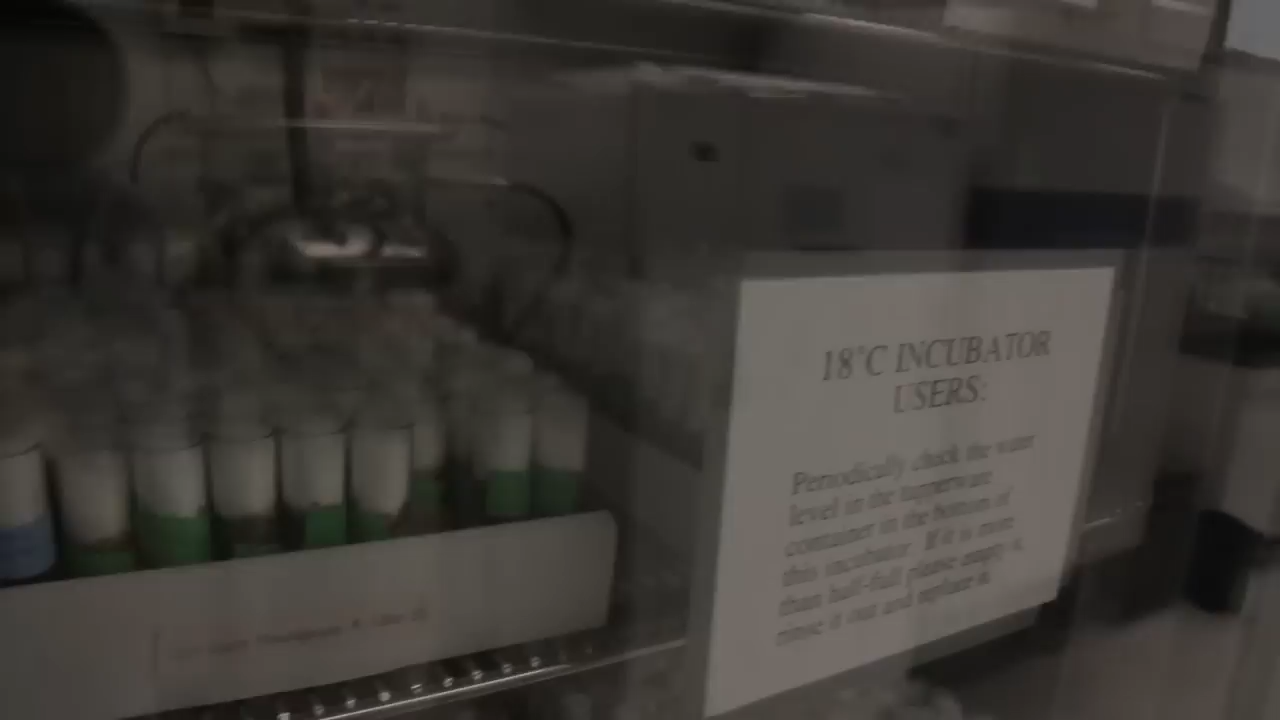 18°C INCUBATOR
USERS:
Periodically check the water
level in the tupperware
container in the bottom of
this incubator. If it is more
than half-full please empty it,
rinse it out and replace it.